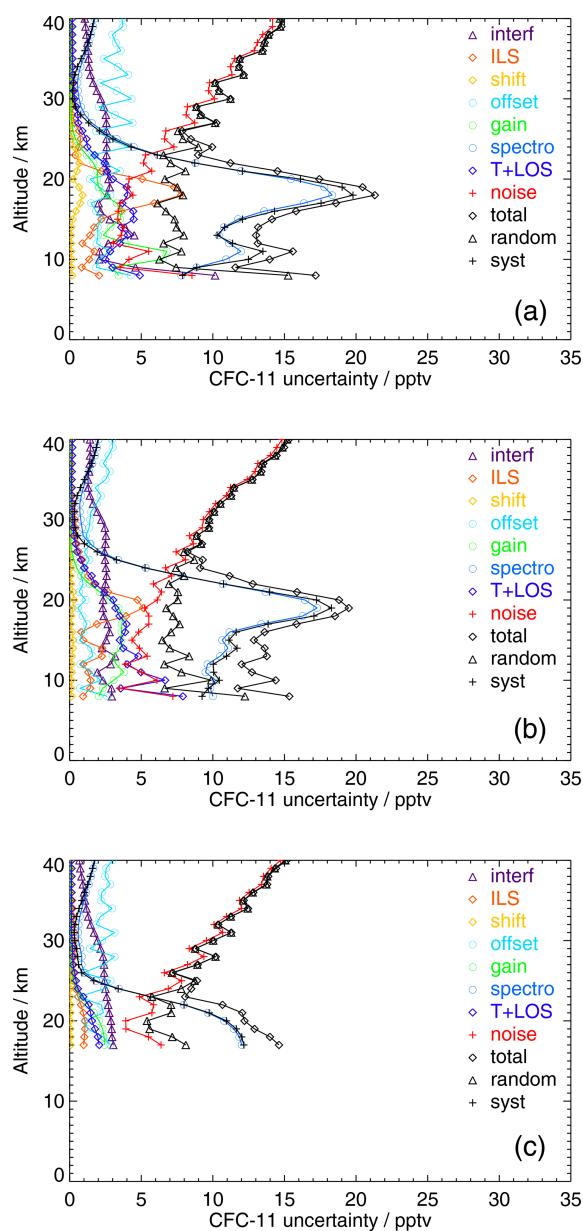 40
30
20
10
0
Altitude / km
interf
ILS
shift
offset
gain
spectro
T+LOS
noise
total
random
syst
(a)
0 5 10 15 20 25 30 35
CFC-11 uncertainty / pptv
40
30
20
10
0
Altitude / km
interf
ILS
shift
offset
gain
spectro
T+LOS
noise
total
random
syst
(b)
0 5 10 15 20 25 30 35
CFC-11 uncertainty / pptv
40
30
20
10
0
Altitude / km
interf
ILS
shift
offset
gain
spectro
T+LOS
noise
total
random
syst
(c)
0 5 10 15 20 25 30 35
CFC-11 uncertainty / pptv